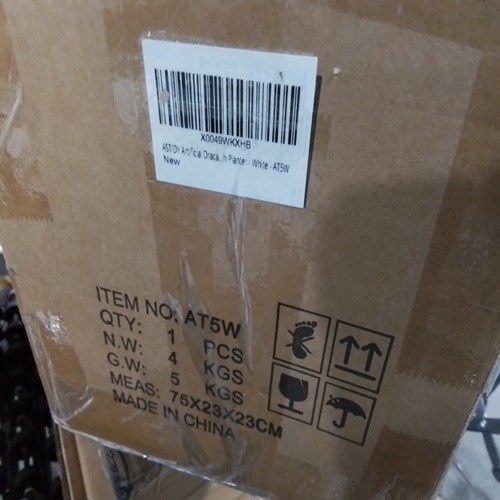 X0049WKXHB
ASTIDY Artificial Draca...h Planter - White - AT5W
New
ITEM NO: AT5W
QTY: 1 PCS
N.W: 4 KGS
G.W: 5 KGS
MEAS: 75X23X23CM
MADE IN CHINA